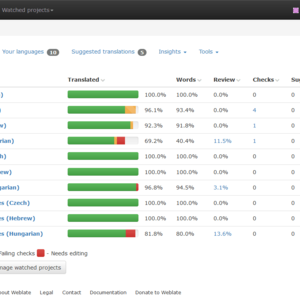 Watched projects
Your languages 10 Suggested translations 5 Insights Tools
Translated Words Review Checks Su
) 100.0% 100.0% 0.0% 0 0
96.1% 93.4% 0.0% 4 0
w) 92.3% 91.8% 0.0% 1 0
rian) 69.2% 40.4% 11.5% 1 0
h) 100.0% 100.0% 0.0% 0 0
ew) 100.0% 100.0% 0.0% 0 0
garian) 96.8% 94.5% 3.1% 0 0
es (Czech) 100.0% 100.0% 0.0% 0 0
es (Hebrew) 100.0% 100.0% 0.0% 0 0
es (Hungarian) 81.8% 80.0% 13.6% 0 0
Failing checks - Needs editing
nage watched projects
bout Weblate Legal Contact Documentation Donate to Weblate